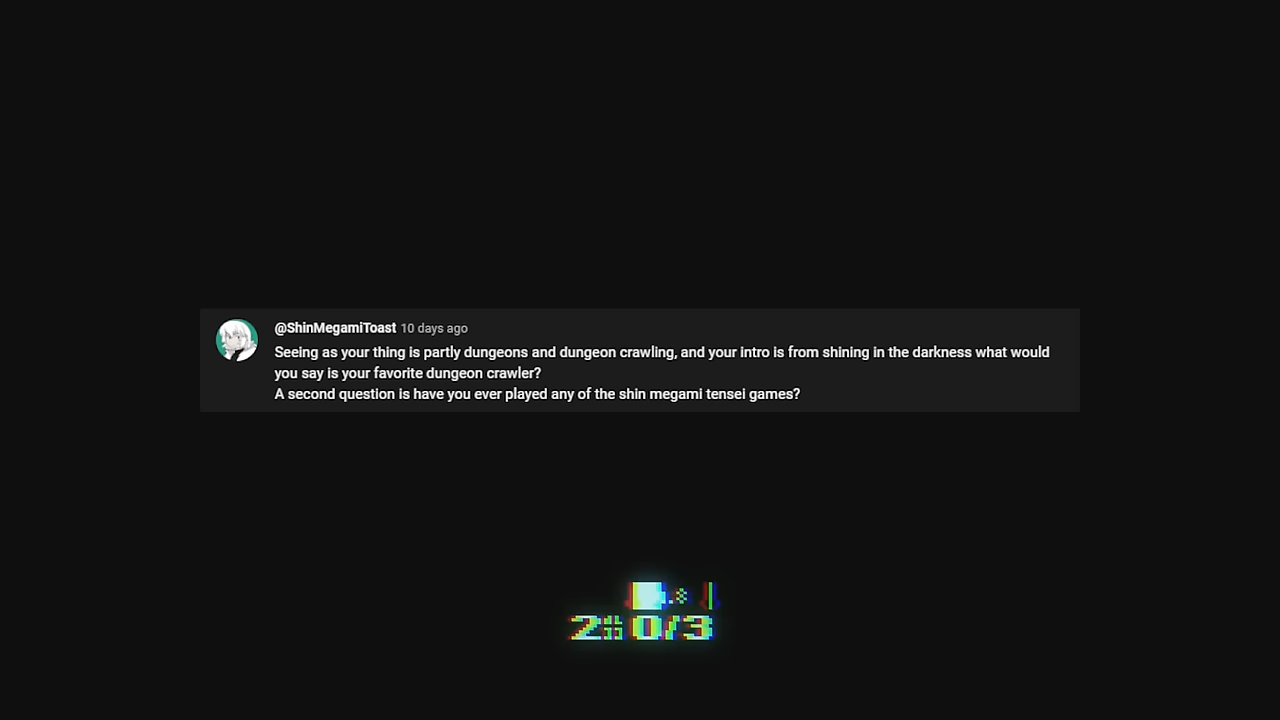 @ShinMegamiToast 10 days ago
Seeing as your thing is partly dungeons and dungeon crawling, and your intro is from shining in the darkness what would
you say is your favorite dungeon crawler?
A second question is have you ever played any of the shin megami tensei games?
0/3